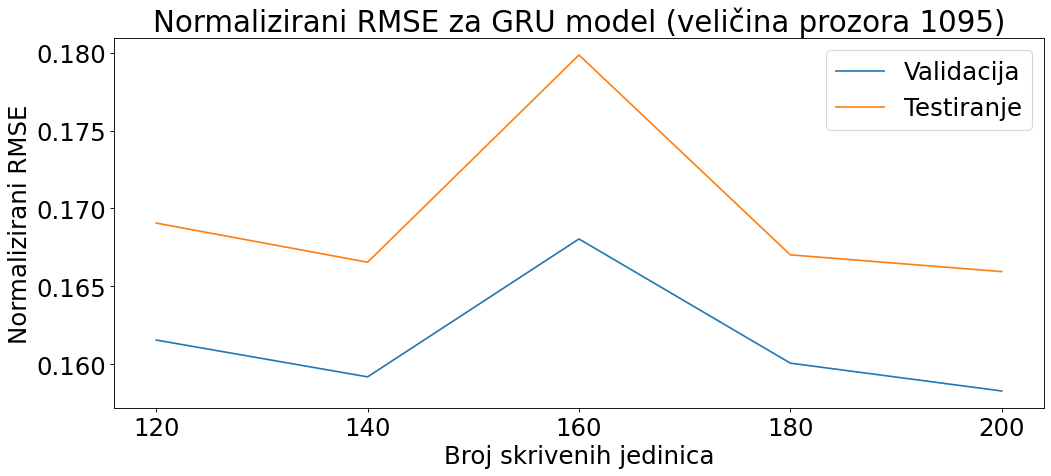 Normalizirani RMSE za GRU model (veličina prozora 1095)
Normalizirani RMSE
0.180
0.175
0.170
0.165
0.160
Validacija
Testiranje
120 140 160 180 200
Broj skrivenih jedinica